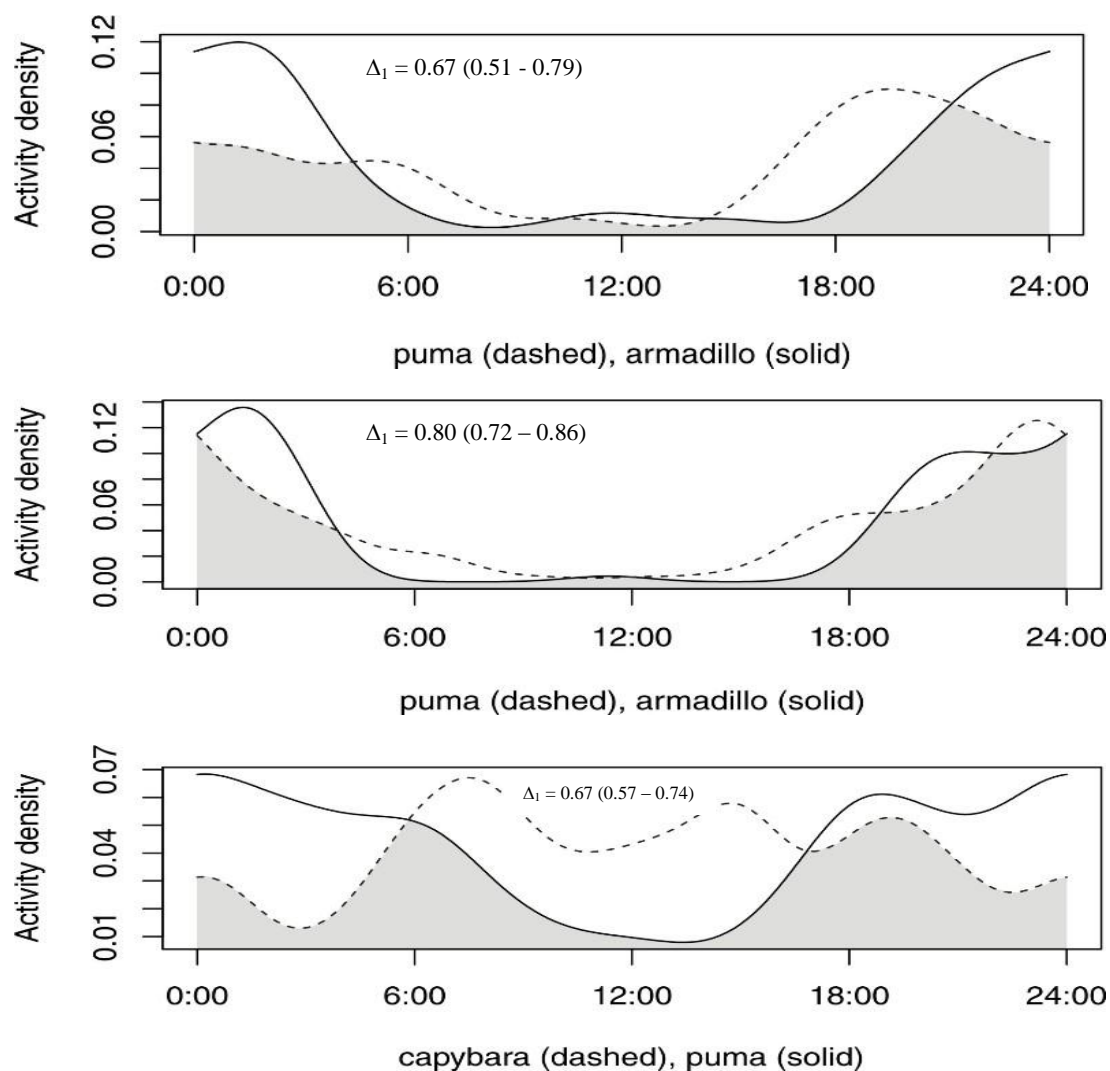 Activity density
0.12
0.06
0.00
Δ₁ = 0.67 (0.51 - 0.79)
0:00 6:00 12:00 18:00 24:00
puma (dashed), armadillo (solid)
Activity density
0.12
0.06
0.00
Δ₁ = 0.80 (0.72 – 0.86)
0:00 6:00 12:00 18:00 24:00
puma (dashed), armadillo (solid)
Activity density
0.07
0.04
0.01
Δ₁ = 0.67 (0.57 – 0.74)
0:00 6:00 12:00 18:00 24:00
capybara (dashed), puma (solid)